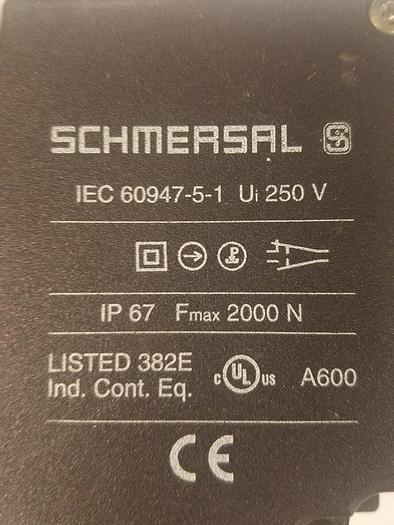 SCHMERSAL
IEC 60947-5-1 Ui 250 V
IP 67 Fmax 2000 N
LISTED 382E
Ind. Cont. Eq.
c UL us A600
CE